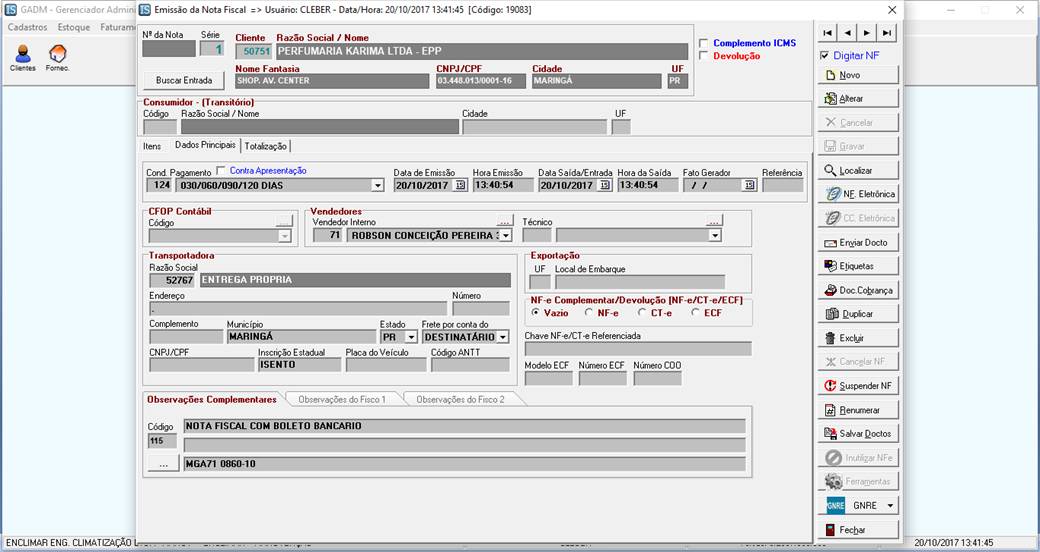 GADM - Gerenciador Admini
Cadastros Estoque Faturame
Clientes Fornec.
IS Emissão da Nota Fiscal => Usuário: CLEBER - Data/Hora: 20/10/2017 13:41:45 [Código: 19083]
Nº da Nota Série Cliente Razão Social / Nome
1 50751 PERFUMARIA KARIMA LTDA - EPP
Complemento ICMS
Devolução
Buscar Entrada
Nome Fantasia CNPJ/CPF Cidade UF
SHOP. AV. CENTER 03.448.013/0001-16 MARINGÁ PR
Consumidor - (Transitório)
Código Razão Social / Nome Cidade UF
Itens Dados Principais Totalização
Cond. Pagamento Contra Apresentação Data de Emissão Hora Emissão Data Saída/Entrada Hora da Saída Fato Gerador Referência
124 030/060/090/120 DIAS 20/10/2017 13:40:54 20/10/2017 13:40:54 / /
CFOP Contábil
Código ...
Vendedores
Vendedor Interno ... Técnico ...
71 ROBSON CONCEIÇÃO PEREIRA
Transportadora
Razão Social
52767 ENTREGA PROPRIA
Endereço Número
.
Complemento Município Estado Frete por conta do
MARINGÁ PR DESTINATÁRIO
CNPJ/CPF Inscrição Estadual Placa do Veículo Código ANTT
ISENTO
Exportação
UF Local de Embarque
NF-e Complementar/Devolução [NF-e/CT-e/ECF]
Vazio NF-e CT-e ECF
Chave NF-e/CT-e Referenciada
Modelo ECF Número ECF Número COO
Observações Complementares Observações do Fisco 1 Observações do Fisco 2
Código
115 NOTA FISCAL COM BOLETO BANCARIO
... MGA71 0860-10
Digitar NF
Novo
Alterar
Cancelar
Gravar
Localizar
NF. Eletrônica
CC. Eletrônica
Enviar Docto
Etiquetas
Doc.Cobrança
Duplicar
Excluir
Cancelar NF
Suspender NF
Renumerar
Salvar Doctos
Inutilizar NFe
Ferramentas
GNRE GNRE
Fechar
ENCLIMAR ENG. CLIMATIZAÇÃO
20/10/2017 13:41:45